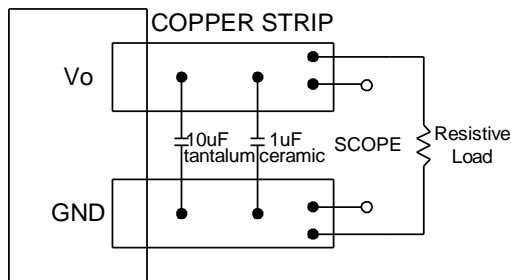 COPPER STRIP
Vo
10uF
tantalum
1uF
ceramic
SCOPE
Resistive
Load
GND